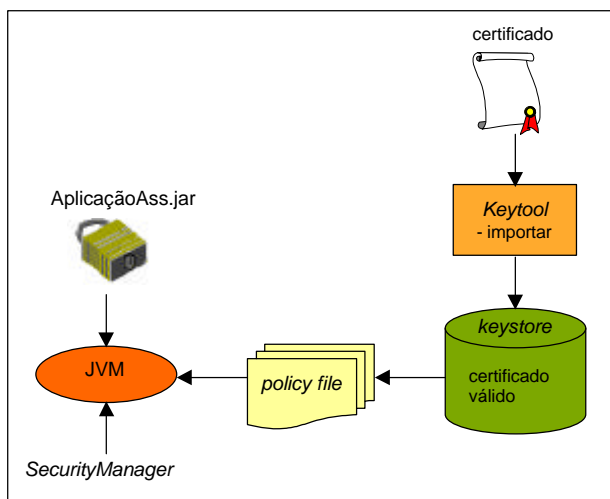 certificado
Keytool
- importar
AplicaçãoAss.jar
keystore
certificado
válido
policy file
JVM
SecurityManager